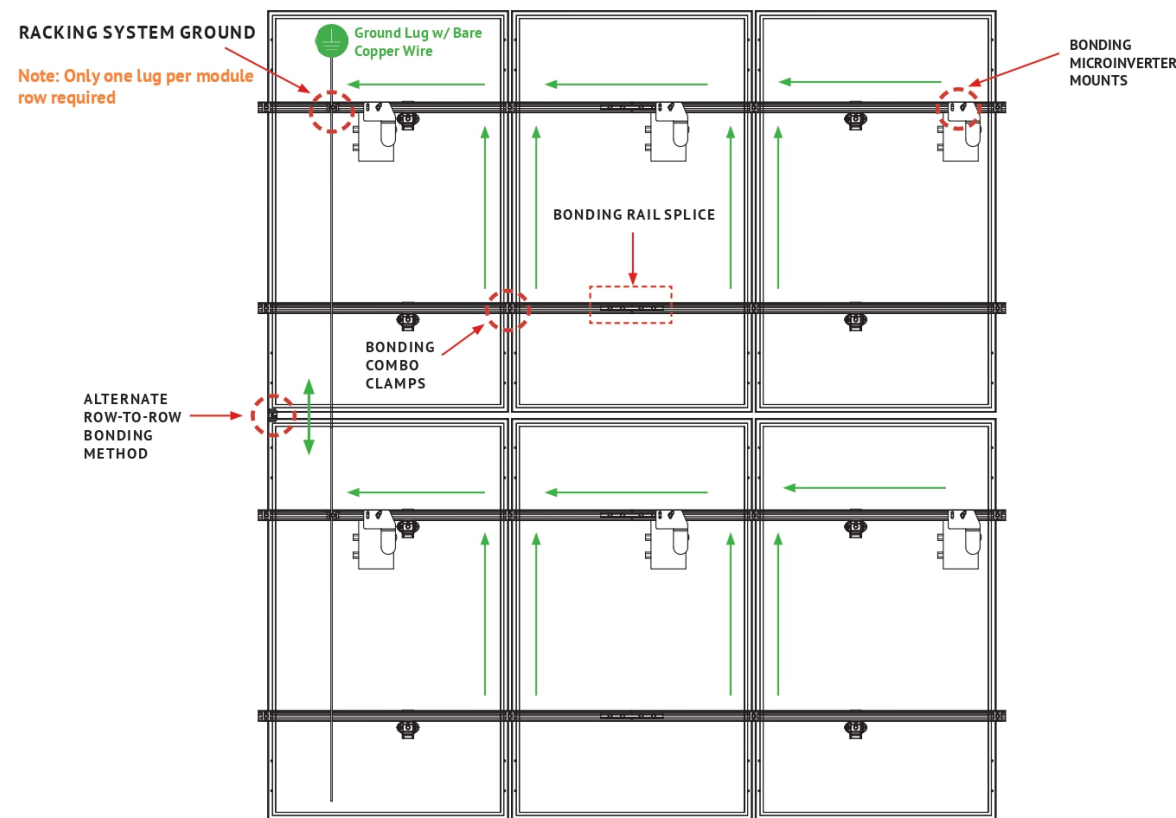 RACKING SYSTEM GROUND
Note: Only one lug per module
row required
Ground Lug w/ Bare
Copper Wire
BONDING
MICROINVERTER
MOUNTS
BONDING RAIL SPLICE
BONDING
COMBO
CLAMPS
ALTERNATE
ROW-TO-ROW
BONDING
METHOD